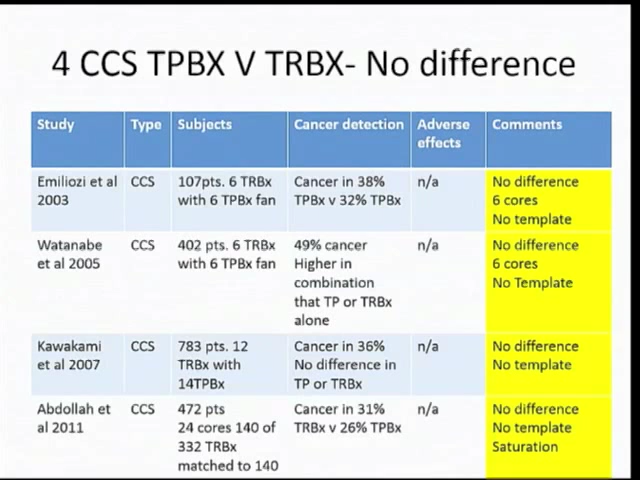 4 CCS TPBX V TRBX- No difference
Study Type Subjects Cancer detection Adverse effects Comments
Emiliozi et al 2003
CCS
107pts. 6 TRBx with 6 TPBx fan
Cancer in 38% TPBx v 32% TPBx
n/a
No difference
6 cores
No template
Watanabe et al 2005
CCS
402 pts. 6 TRBx with 6 TPBx fan
49% cancer
Higher in combination that TP or TRBx alone
n/a
No difference
6 cores
No Template
Kawakami et al 2007
CCS
783 pts. 12 TRBx with 14TPBx
Cancer in 36%
No difference in TP or TRBx
n/a
No difference
No template
Abdollah et al 2011
CCS
472 pts
24 cores 140 of 332 TRBx matched to 140
Cancer in 31% TRBx v 26% TPBx
n/a
No difference
No template
Saturation